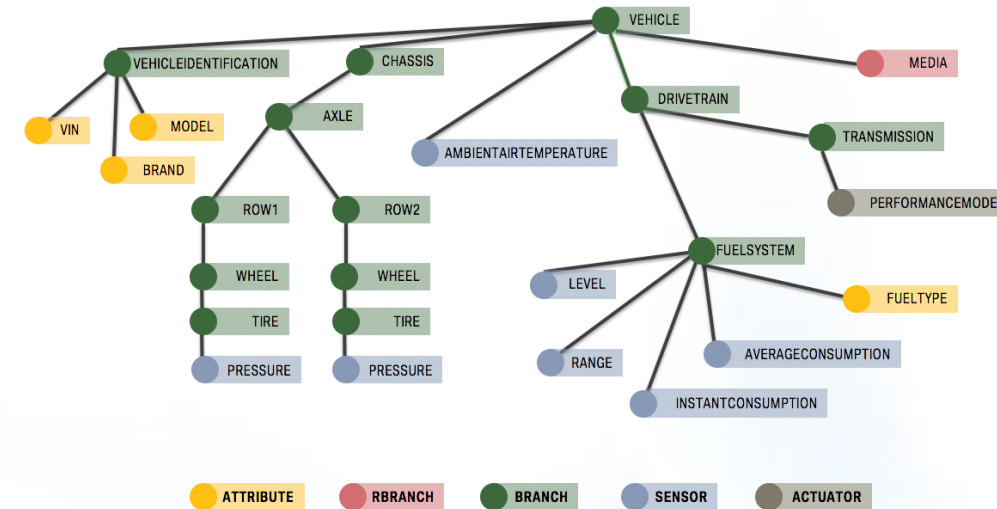 VEHICLE
VEHICLEIDENTIFICATION
CHASSIS
MEDIA
DRIVETRAIN
AXLE
VIN
MODEL
TRANSMISSION
AMBIENTAIRTEMPERATURE
BRAND
PERFORMANCEMODE
ROW1
ROW2
FUELSYSTEM
WHEEL
WHEEL
LEVEL
FUELTYPE
TIRE
TIRE
AVERAGECONSUMPTION
RANGE
PRESSURE
PRESSURE
INSTANTCONSUMPTION
ATTRIBUTE
RBRANCH
BRANCH
SENSOR
ACTUATOR